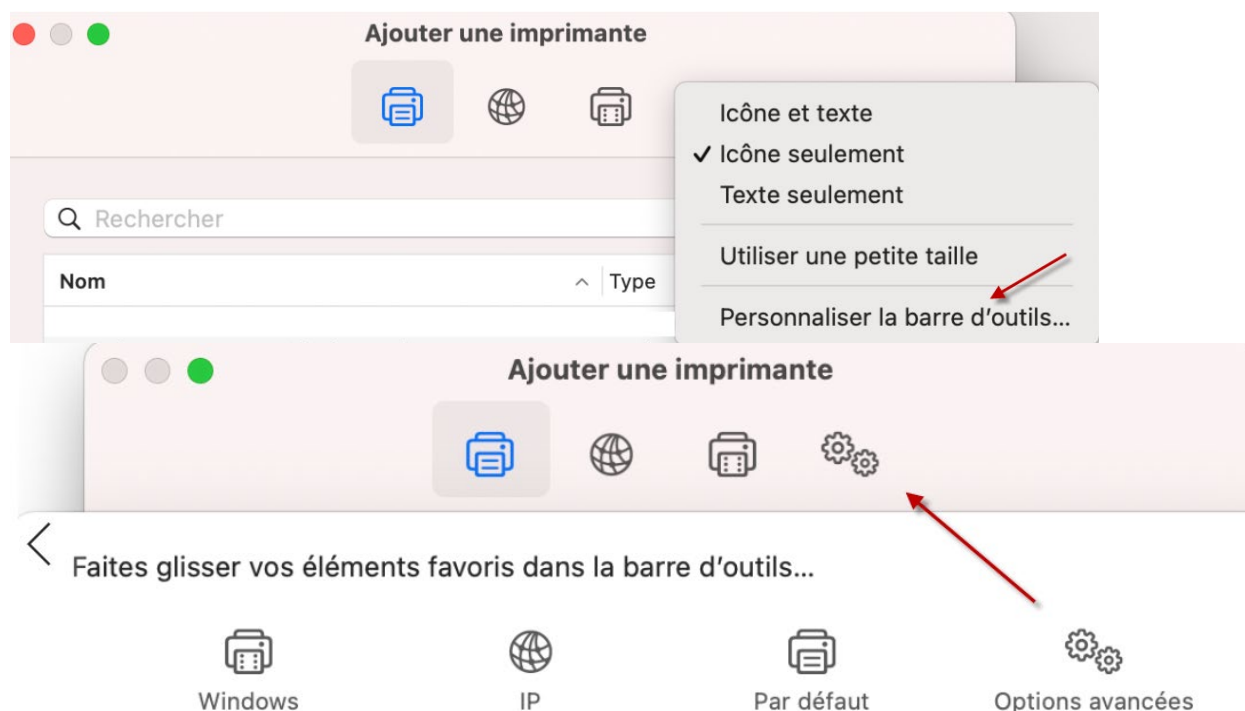 Ajouter une imprimante
Icône et texte
✓ Icône seulement
Texte seulement
Rechercher
Utiliser une petite taille
Nom Type
Personnaliser la barre d'outils...
Ajouter une imprimante
Faites glisser vos éléments favoris dans la barre d'outils...
Windows IP Par défaut Options avancées